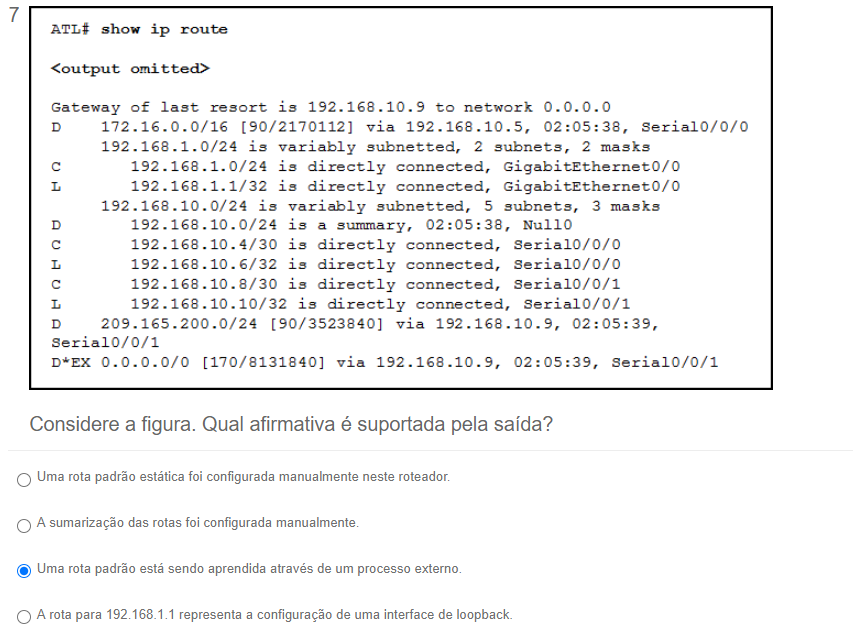 7
ATL# show ip route
<output omitted>
Gateway of last resort is 192.168.10.9 to network 0.0.0.0
D 172.16.0.0/16 [90/2170112] via 192.168.10.5, 02:05:38, Serial0/0/0
192.168.1.0/24 is variably subnetted, 2 subnets, 2 masks
C 192.168.1.0/24 is directly connected, GigabitEthernet0/0
L 192.168.1.1/32 is directly connected, GigabitEthernet0/0
192.168.10.0/24 is variably subnetted, 5 subnets, 3 masks
D 192.168.10.0/24 is a summary, 02:05:38, Null0
C 192.168.10.4/30 is directly connected, Serial0/0/0
L 192.168.10.6/32 is directly connected, Serial0/0/0
C 192.168.10.8/30 is directly connected, Serial0/0/1
L 192.168.10.10/32 is directly connected, Serial0/0/1
D 209.165.200.0/24 [90/3523840] via 192.168.10.9, 02:05:39,
Serial0/0/1
D*EX 0.0.0.0/0 [170/8131840] via 192.168.10.9, 02:05:39, Serial0/0/1
Considere a figura. Qual afirmativa é suportada pela saída?
Uma rota padrão estática foi configurada manualmente neste roteador.
A sumarização das rotas foi configurada manualmente.
Uma rota padrão está sendo aprendida através de um processo externo.
A rota para 192.168.1.1 representa a configuração de uma interface de loopback.